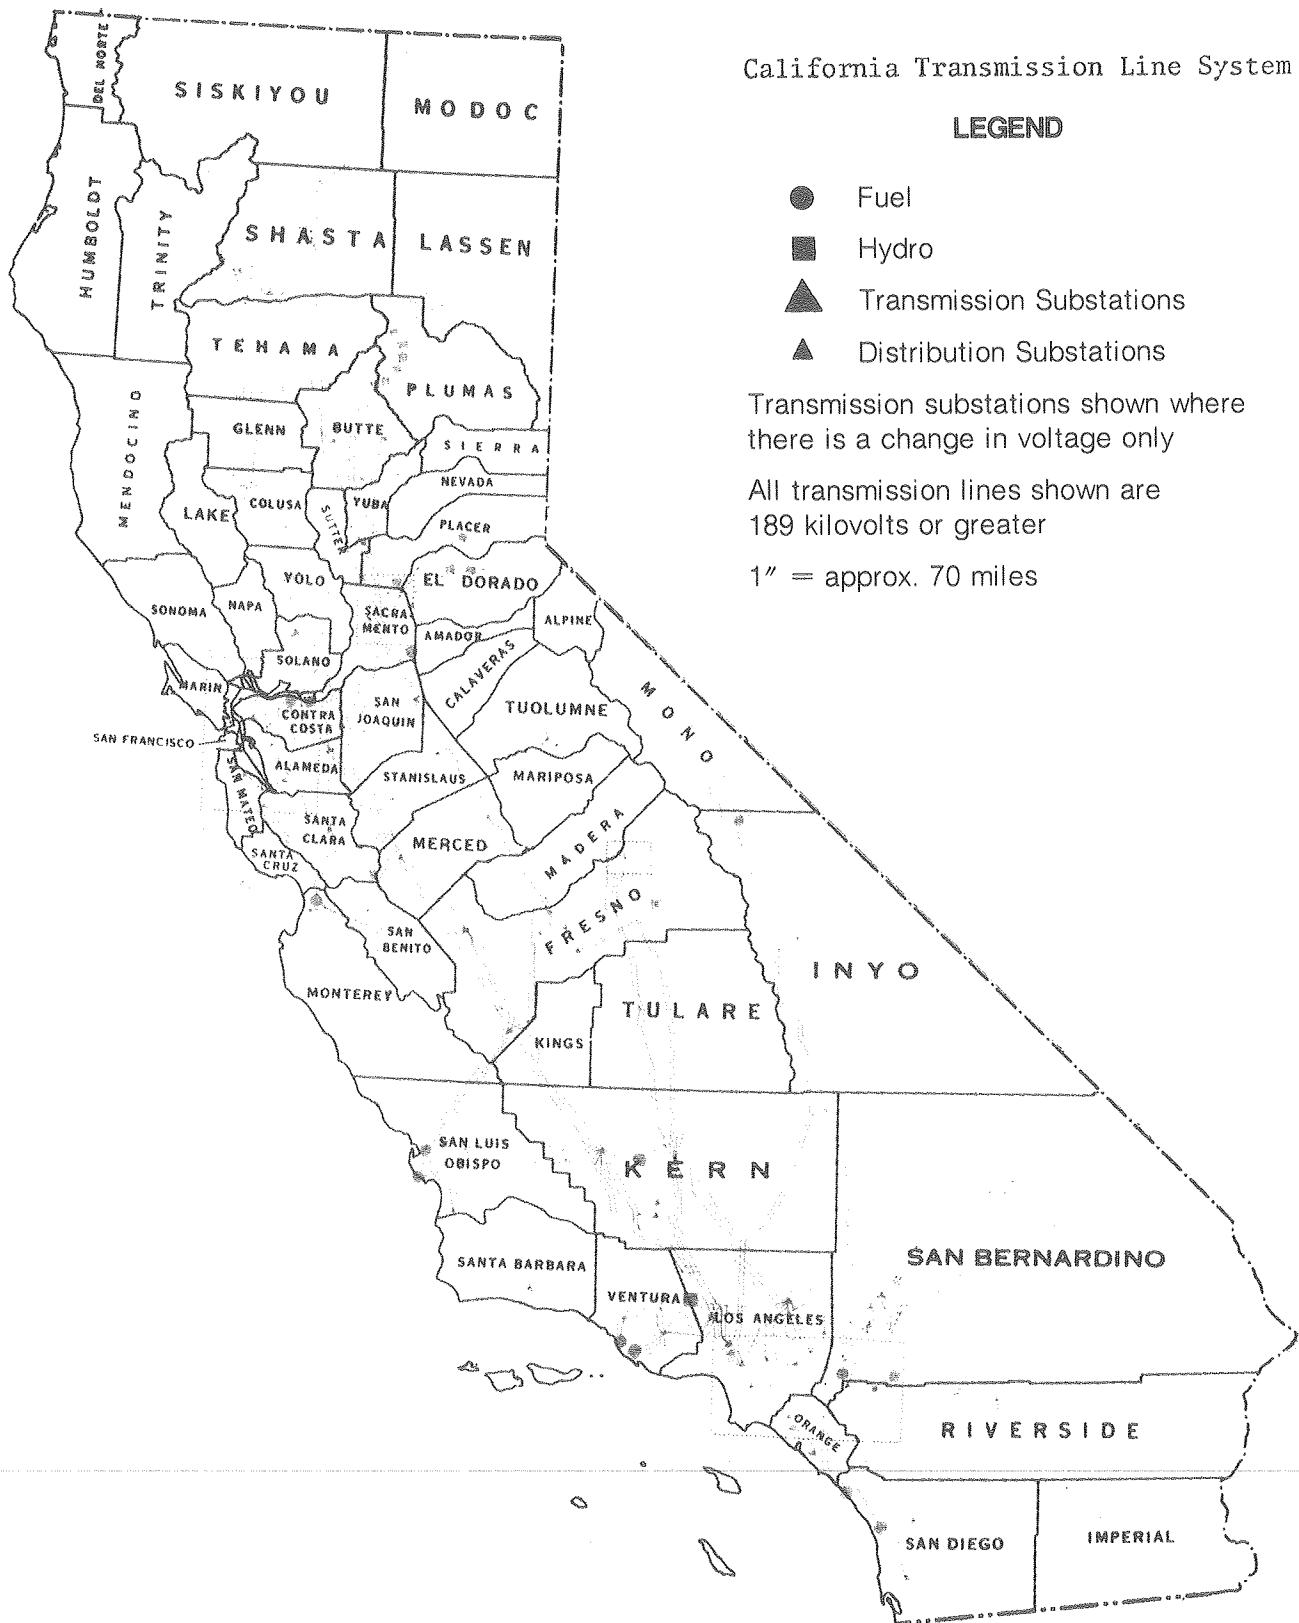 California Transmission Line System
LEGEND
Fuel
Hydro
Transmission Substations
Distribution Substations
Transmission substations shown where
there is a change in voltage only
All transmission lines shown are
189 kilovolts or greater
1" = approx. 70 miles
DEL NORTE
SISKIYOU
MODOC
HUMBOLDT
TRINITY
SHASTA
LASSEN
TEHAMA
PLUMAS
MENDOCINO
GLENN
BUTTE
SIERRA
NEVADA
LAKE
COLUSA
SUTTER
YUBA
PLACER
SONOMA
NAPA
YOLO
EL DORADO
SACRA-
MENTO
AMADOR
ALPINE
SOLANO
CALAVERAS
MARIN
CONTRA
COSTA
SAN
JOAQUIN
TUOLUMNE
MONO
SAN FRANCISCO
ALAMEDA
STANISLAUS
MARIPOSA
SAN MATEO
SANTA
CLARA
MERCED
MADERA
SANTA
CRUZ
FRESNO
SAN
BENITO
MONTEREY
INYO
TULARE
KINGS
SAN LUIS
OBISPO
KERN
SANTA BARBARA
VENTURA
LOS ANGELES
SAN BERNARDINO
ORANGE
RIVERSIDE
SAN DIEGO
IMPERIAL